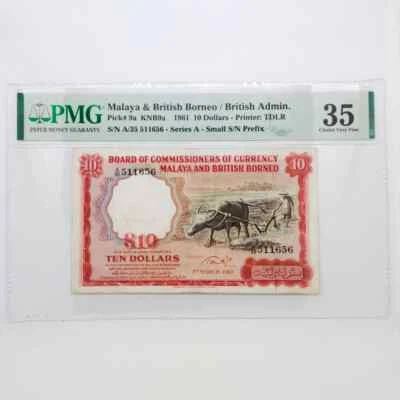 PMG
PAPER MONEY GUARANTY
Malaya & British Borneo / British Admin.
Pick# 9a KNB9a 1961 10 Dollars - Printer: TDLR
S/N A/35 511656 - Series A - Small S/N Prefix
35
Choice Very Fine
10
BOARD OF COMMISSIONERS OF CURRENCY
MALAYA AND BRITISH BORNEO
10
A/35 511656
A/35 511656
$10
TEN DOLLARS
1ST MARCH 1961